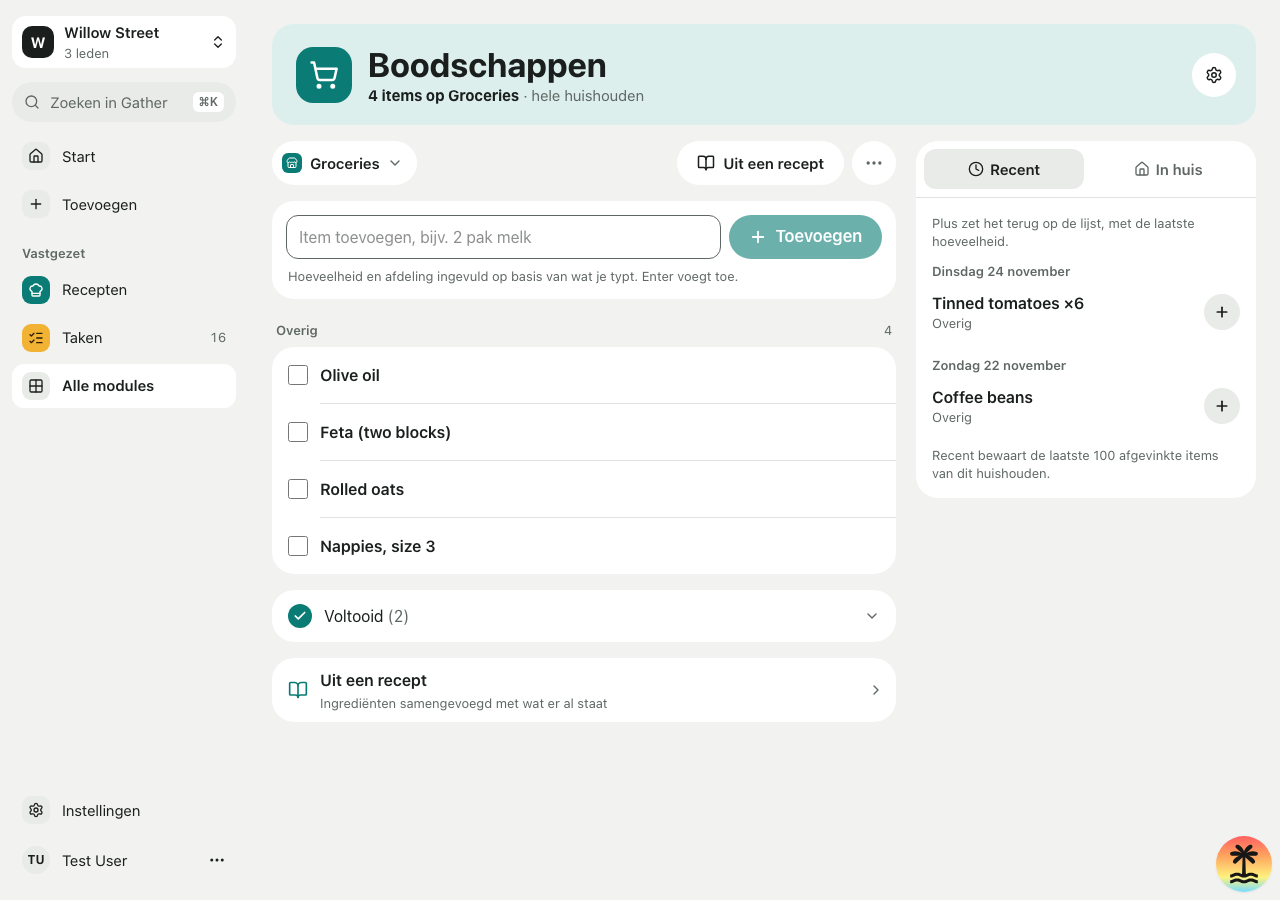 W
Willow Street
3 leden
Zoeken in Gather
⌘K
Start
Toevoegen
Vastgezet
Recepten
Taken
16
Alle modules
Instellingen
TU
Test User
Boodschappen
4 items op Groceries · hele huishouden
Groceries
Uit een recept
Item toevoegen, bijv. 2 pak melk
Toevoegen
Hoeveelheid en afdeling ingevuld op basis van wat je typt. Enter voegt toe.
Overig
4
Olive oil
Feta (two blocks)
Rolled oats
Nappies, size 3
Voltooid (2)
Uit een recept
Ingrediënten samengevoegd met wat er al staat
Recent
In huis
Plus zet het terug op de lijst, met de laatste
hoeveelheid.
Dinsdag 24 november
Tinned tomatoes ×6
Overig
Zondag 22 november
Coffee beans
Overig
Recent bewaart de laatste 100 afgevinkte items
van dit huishouden.